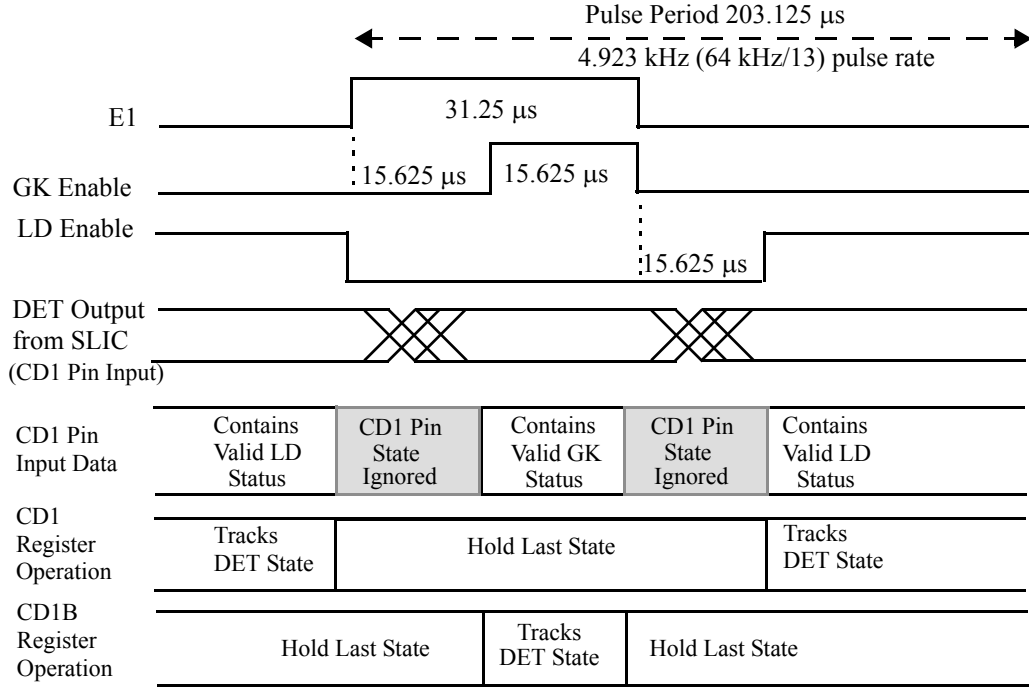 Pulse Period 203.125 μs
4.923 kHz (64 kHz/13) pulse rate
E1
31.25 μs
GK Enable
15.625 μs
15.625 μs
LD Enable
15.625 μs
DET Output
from SLIC
(CD1 Pin Input)
CD1 Pin
Input Data
Contains
Valid LD
Status
CD1 Pin
State
Ignored
Contains
Valid GK
Status
CD1 Pin
State
Ignored
Contains
Valid LD
Status
CD1
Register
Operation
Tracks
DET State
Hold Last State
Tracks
DET State
CD1B
Register
Operation
Hold Last State
Tracks
DET State
Hold Last State